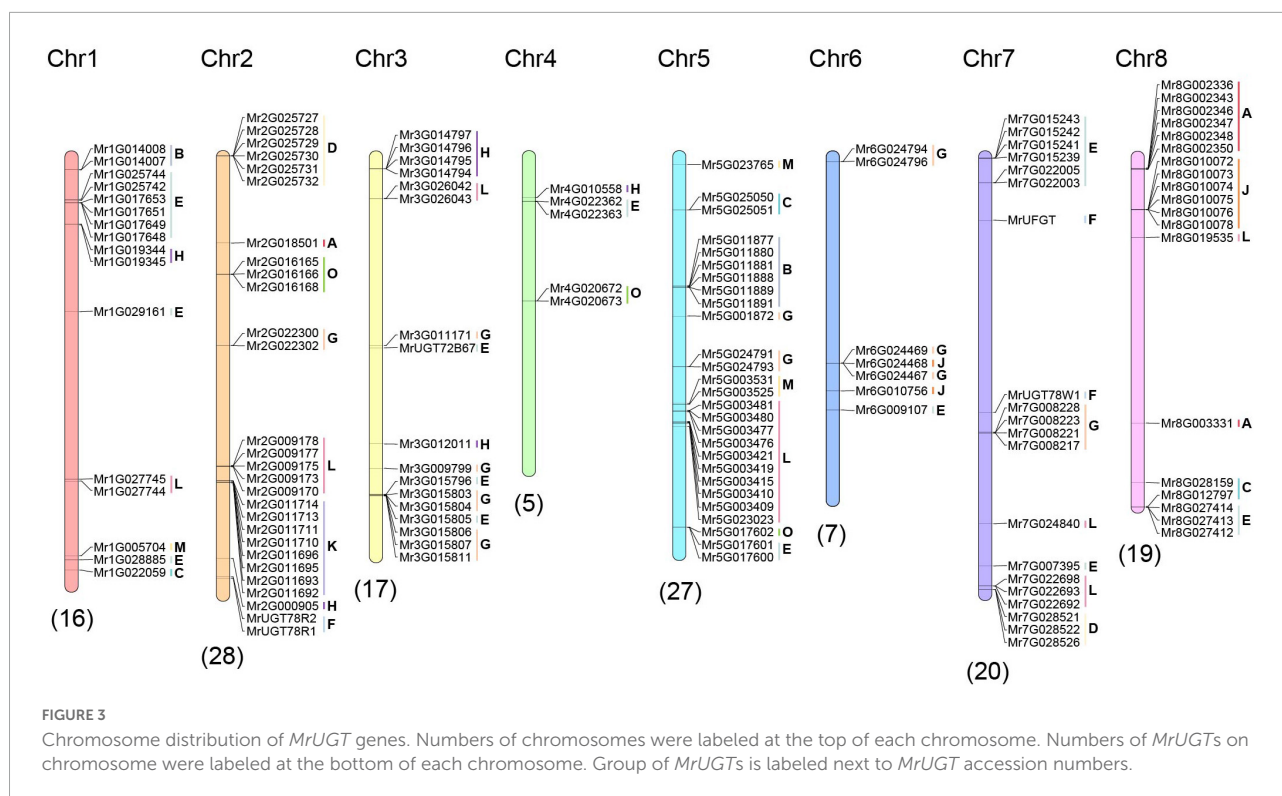 Chr1
Chr2
Chr3
Chr4
Chr5
Chr6
Chr7
Chr8
Mr1G014008
Mr1G014007
B
Mr1G025744
Mr1G025742
Mr1G017653
Mr1G017651
Mr1G017649
Mr1G017648
E
Mr1G019344
Mr1G019345
H
Mr1G029161 E
Mr1G027745
Mr1G027744
L
Mr1G005704 M
Mr1G028885 E
Mr1G022059 C
(16)
Mr2G025727
Mr2G025728
Mr2G025729
Mr2G025730
Mr2G025731
Mr2G025732
D
Mr2G018501 A
Mr2G016165
Mr2G016166
Mr2G016168
O
Mr2G022300
Mr2G022302
G
Mr2G009178
Mr2G009177
Mr2G009175
Mr2G009173
Mr2G009170
L
Mr2G011714
Mr2G011713
Mr2G011711
Mr2G011710
Mr2G011696
Mr2G011695
Mr2G011693
Mr2G011692
K
Mr2G000905 H
MrUGT78R2
MrUGT78R1
F
(28)
Mr3G014797
Mr3G014796
Mr3G014795
Mr3G014794
H
Mr3G026042
Mr3G026043
L
Mr3G011171 G
MrUGT72B67 E
Mr3G012011 H
Mr3G009799 G
Mr3G015796 E
Mr3G015803
Mr3G015804
G
Mr3G015805 E
Mr3G015806
Mr3G015807
Mr3G015811
G
(17)
Mr4G010558 H
Mr4G022362
Mr4G022363
E
Mr4G020672
Mr4G020673
O
(5)
Mr5G023765 M
Mr5G025050
Mr5G025051
C
Mr5G011877
Mr5G011880
Mr5G011881
Mr5G011888
Mr5G011889
Mr5G011891
B
Mr5G001872 G
Mr5G024791
Mr5G024793
G
Mr5G003531
Mr5G003525
M
Mr5G003481
Mr5G003480
Mr5G003477
Mr5G003476
Mr5G003421
Mr5G003419
Mr5G003415
Mr5G003410
Mr5G003409
Mr5G023023
L
Mr5G017602 O
Mr5G017601
Mr5G017600
E
(27)
Mr6G024794
Mr6G024796
G
Mr6G024469 G
Mr6G024468 J
Mr6G024467 G
Mr6G010756 J
Mr6G009107 E
(7)
Mr7G015243
Mr7G015242
Mr7G015241
Mr7G015239
Mr7G022005
Mr7G022003
E
MrUFGT F
MrUGT78W1 F
Mr7G008228
Mr7G008223
Mr7G008221
Mr7G008217
G
Mr7G024840 L
Mr7G007395 E
Mr7G022698
Mr7G022693
Mr7G022692
L
Mr7G028521
Mr7G028522
Mr7G028526
D
(20)
Mr8G002336
Mr8G002343
Mr8G002346
Mr8G002347
Mr8G002348
Mr8G002350
A
Mr8G010072
Mr8G010073
Mr8G010074
Mr8G010075
Mr8G010076
Mr8G010078
J
Mr8G019535 L
Mr8G003331 A
Mr8G028159
Mr8G012797
C
Mr8G027414
Mr8G027413
Mr8G027412
E
(19)
FIGURE 3
Chromosome distribution of MrUGT genes. Numbers of chromosomes were labeled at the top of each chromosome. Numbers of MrUGTs on
chromosome were labeled at the bottom of each chromosome. Group of MrUGTs is labeled next to MrUGT accession numbers.